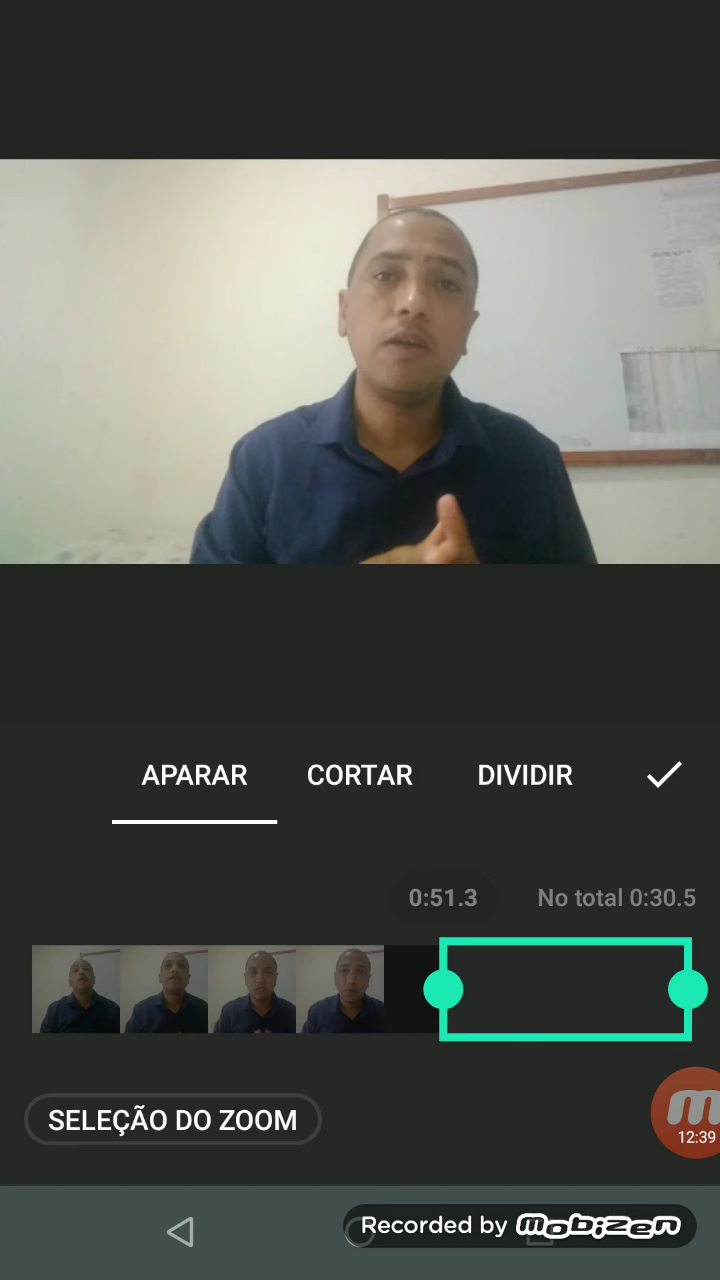 APARAR CORTAR DIVIDIR
0:51.3 No total 0:30.5
SELEÇÃO DO ZOOM
12:39
Recorded by mobizen